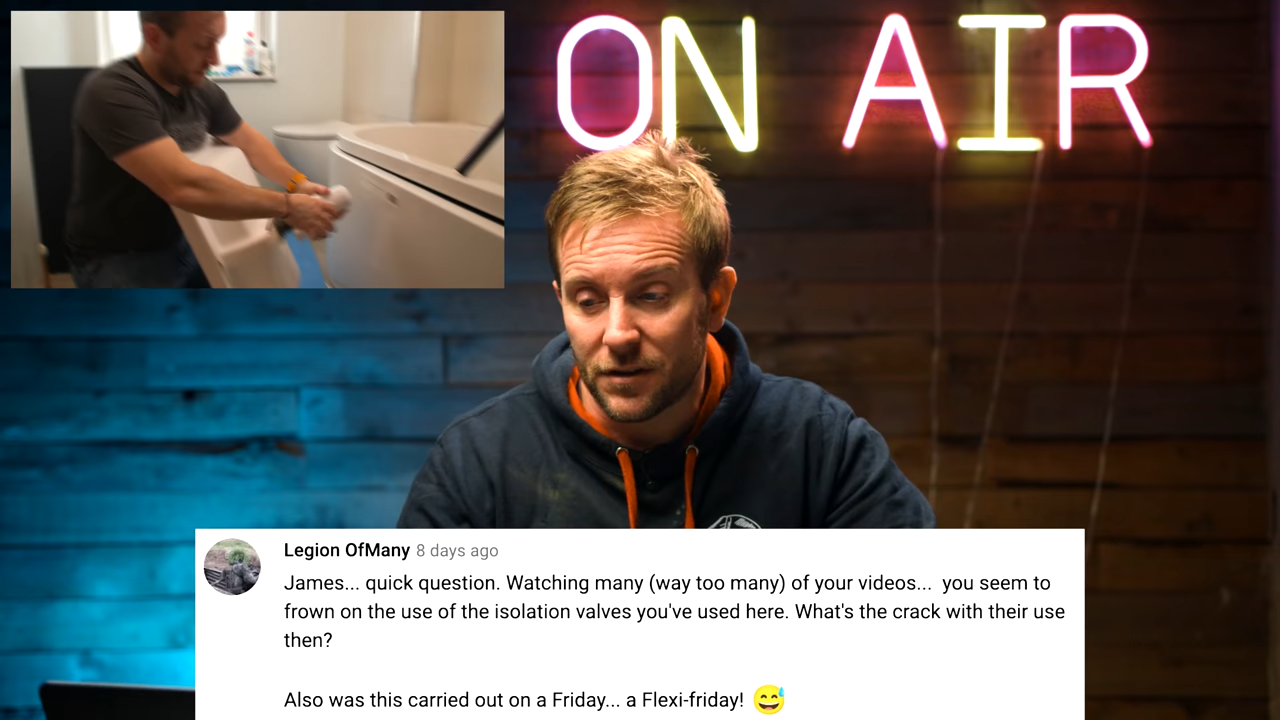 ON AIR
Legion OfMany 8 days ago
James... quick question. Watching many (way too many) of your videos... you seem to
frown on the use of the isolation valves you've used here. What's the crack with their use
then?
Also was this carried out on a Friday... a Flexi-friday! 😅